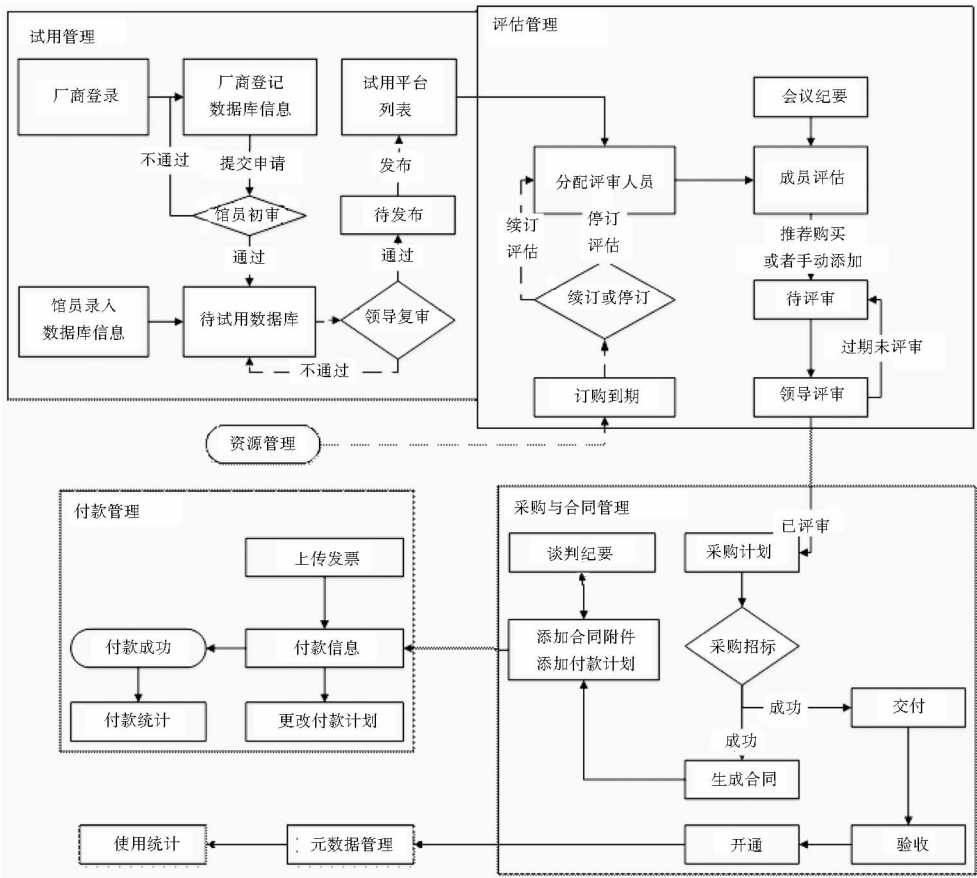 试用管理
厂商登录
厂商登记
数据库信息
不通过
提交申请
馆员初审
通过
馆员录入
数据库信息
待试用数据库
试用平台
列表
发布
待发布
通过
领导复审
不通过
评估管理
分配评审人员
续订
评估
停订
评估
续订或停订
订购到期
会议纪要
成员评估
推荐购买
或者手动添加
待评审
过期未评审
领导评审
资源管理
付款管理
上传发票
付款成功
付款信息
付款统计
更改付款计划
采购与合同管理
已评审
谈判纪要
采购计划
添加合同附件
添加付款计划
采购招标
成功
交付
成功
生成合同
使用统计
元数据管理
开通
验收